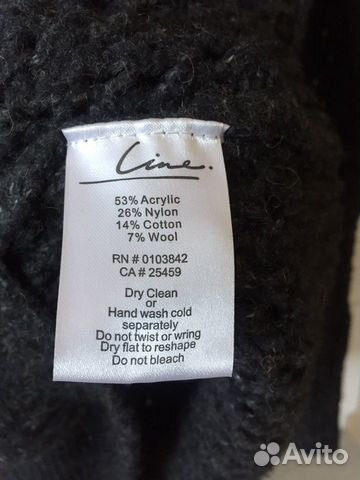 Line.
53% Acrylic
26% Nylon
14% Cotton
7% Wool
RN # 0103842
CA # 25459
Dry Clean
or
Hand wash cold
separately
Do not twist or wring
Dry flat to reshape
Do not bleach
Avito